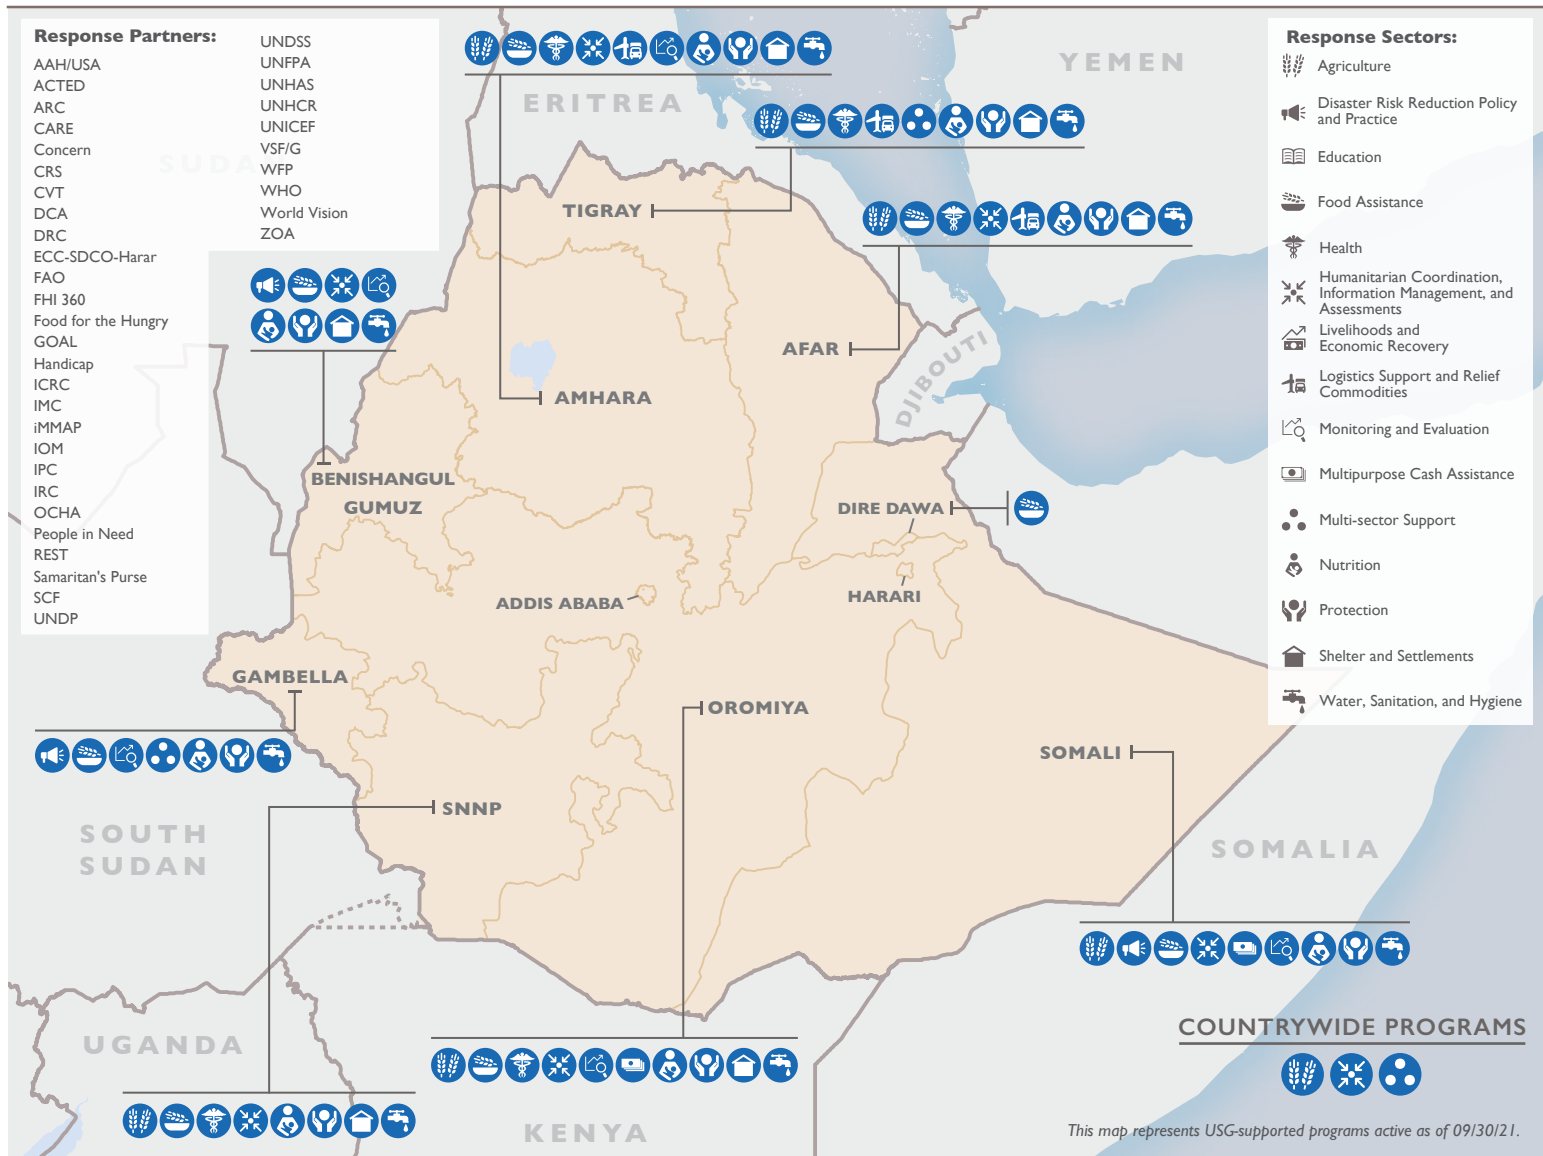 Response Partners:
AAH/USA
ACTED
ARC
CARE
Concern
CRS
CVT
DCA
DRC
ECC-SDCO-Harar
FAO
FHI 360
Food for the Hungry
GOAL
Handicap
ICRC
IMC
iMMAP
IOM
IPC
IRC
OCHA
People in Need
REST
Samaritan's Purse
SCF
UNDP
UNDSS
UNFPA
UNHAS
UNHCR
UNICEF
VSF/G
WFP
WHO
World Vision
ZOA
SUDAN
ERITREA
YEMEN
TIGRAY
AFAR
DJIBOUTI
AMHARA
BENISHANGUL
GUMUZ
DIRE DAWA
ADDIS ABABA
HARARI
GAMBELLA
OROMIYA
SOMALI
SNNP
SOUTH
SUDAN
SOMALIA
UGANDA
KENYA
Response Sectors:
Agriculture
Disaster Risk Reduction Policy
and Practice
Education
Food Assistance
Health
Humanitarian Coordination,
Information Management, and
Assessments
Livelihoods and
Economic Recovery
Logistics Support and Relief
Commodities
Monitoring and Evaluation
Multipurpose Cash Assistance
Multi-sector Support
Nutrition
Protection
Shelter and Settlements
Water, Sanitation, and Hygiene
COUNTRYWIDE PROGRAMS
This map represents USG-supported programs active as of 09/30/21.